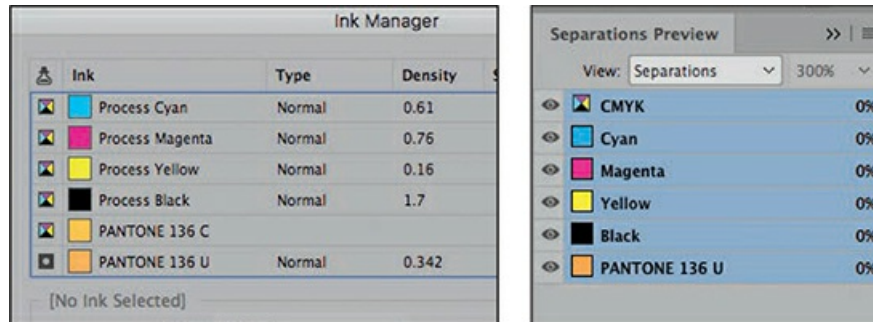 Ink Manager
Ink Type Density
Process Cyan Normal 0.61
Process Magenta Normal 0.76
Process Yellow Normal 0.16
Process Black Normal 1.7
PANTONE 136 C
PANTONE 136 U Normal 0.342
[No Ink Selected]
Separations Preview
View: Separations 300%
CMYK 0%
Cyan 0%
Magenta 0%
Yellow 0%
Black 0%
PANTONE 136 U 0%